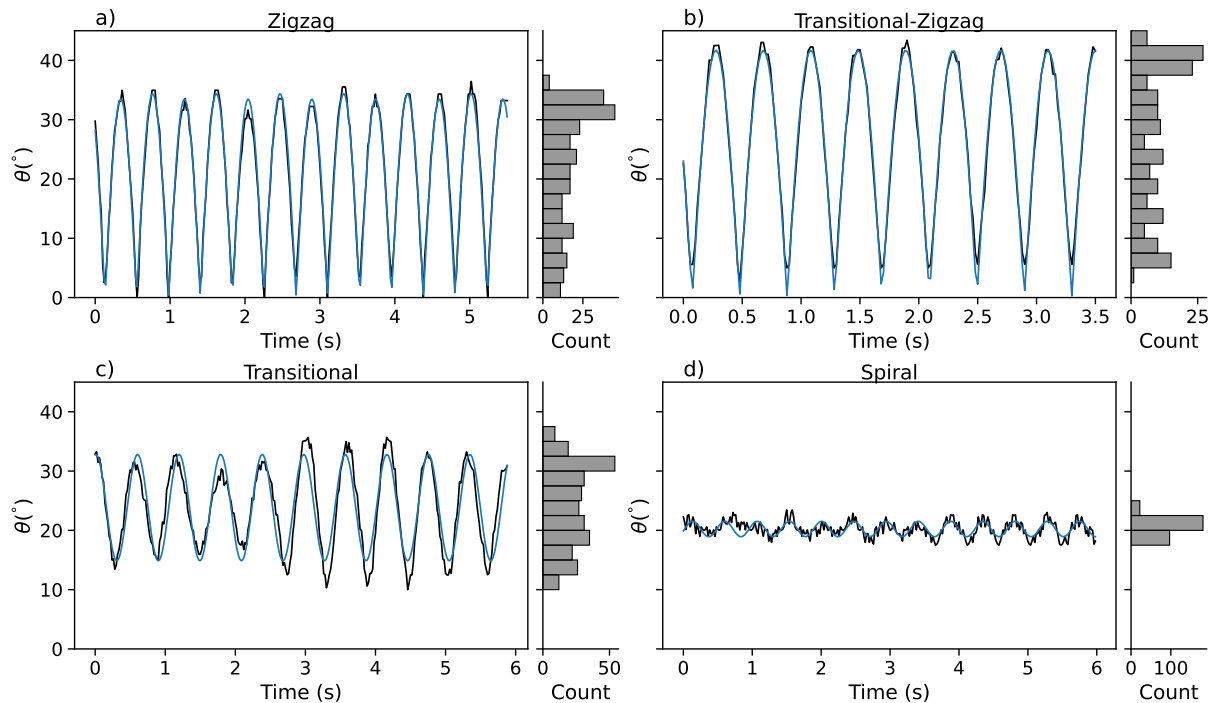 a) Zigzag
b) Transitional-Zigzag
40
30
20
10
0
θ(°)
0 1 2 3 4 5
Time (s)
0 25
Count
0.0 0.5 1.0 1.5 2.0 2.5 3.0 3.5
Time (s)
0 25
Count
c) Transitional
d) Spiral
40
30
20
10
0
θ(°)
θ(°)
0 1 2 3 4 5 6
Time (s)
0 50
Count
0 1 2 3 4 5 6
Time (s)
0 100
Count